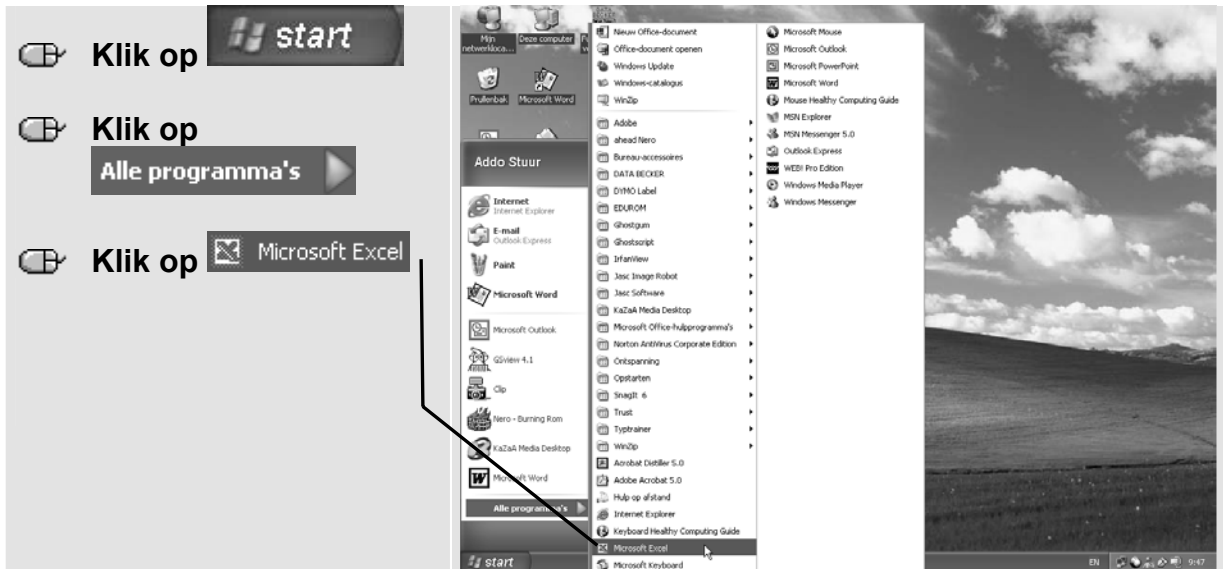 Klik op start
Klik op
Alle programma's
Klik op Microsoft Excel
Mijn netwerkloca...
Deze computer
Prullenbak
Microsoft Word
Addo Stuur
Internet
Internet Explorer
E-mail
Outlook Express
Paint
Microsoft Word
Microsoft Outlook
GSview 4.1
Clip
Nero - Burning Rom
KaZaA Media Desktop
Microsoft Word
Alle programma's
start
Nieuw Office-document
Office-document openen
Windows Update
Windows-catalogus
WinZip
Adobe
ahead Nero
Bureau-accessoires
DATA BECKER
DYMO Label
EDUROM
Ghostgum
Ghostscript
IrfanView
Jasc Image Robot
Jasc Software
KaZaA Media Desktop
Microsoft Office-hulpprogramma's
Norton AntiVirus Corporate Edition
Ontspanning
Opstarten
SnagIt 6
Trust
Typtrainer
WinZip
Acrobat Distiller 5.0
Adobe Acrobat 5.0
Hulp op afstand
Internet Explorer
Keyboard Healthy Computing Guide
Microsoft Excel
Microsoft Keyboard
Microsoft Mouse
Microsoft Outlook
Microsoft PowerPoint
Microsoft Word
Mouse Healthy Computing Guide
MSN Explorer
MSN Messenger 5.0
Outlook Express
WEB! Pro Edition
Windows Media Player
Windows Messenger
EN 9:47